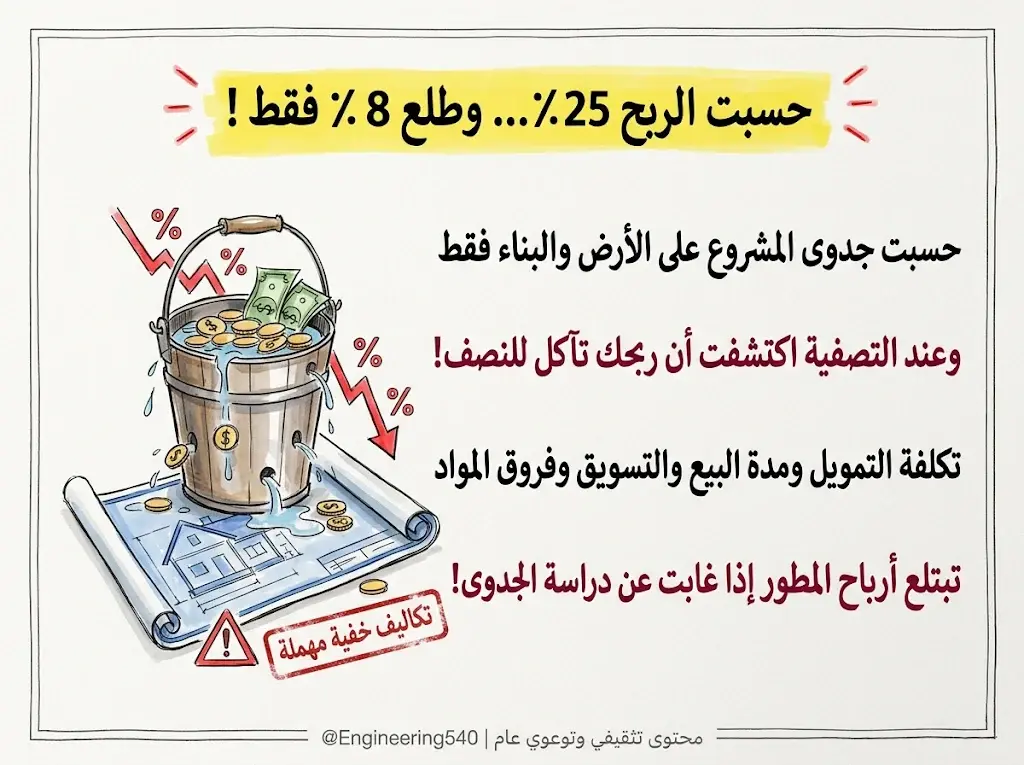 حسبت الربح 25٪... وطلع 8 ٪ فقط !
حسبت جدوى المشروع على الأرض والبناء فقط
وعند التصفية اكتشفت أن ربحك تآكل للنصف!
تكلفة التمويل ومدة البيع والتسويق وفروق المواد
تبتلع أرباح المطور إذا غابت عن دراسة الجدوى!
%
%
%
%
تكاليف خفية مهملة
محتوى تثقيفي وتوعوي عام | @Engineering540